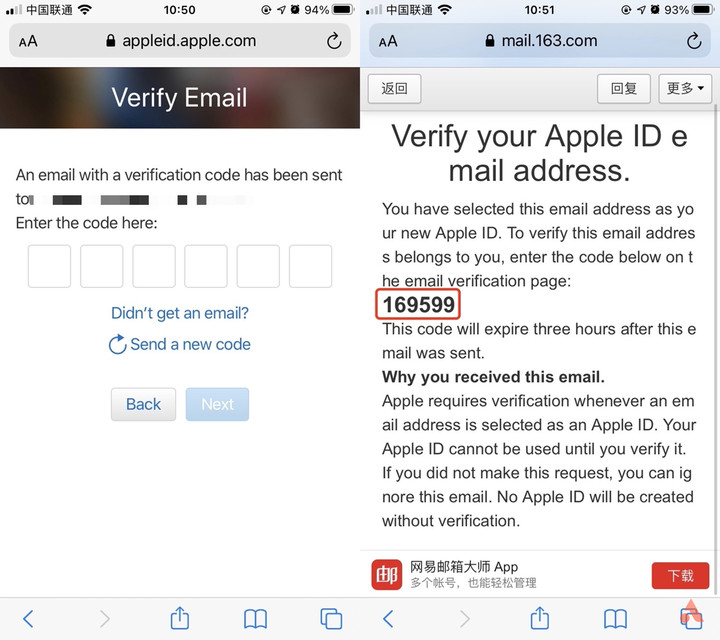 中国联通
10:50
94%
AA
appleid.apple.com
Verify Email
An email with a verification code has been sent
to
Enter the code here:
Didn't get an email?
Send a new code
Back
Next
中国联通
10:51
93%
AA
mail.163.com
返回
回复
更多
Verify your Apple ID e
mail address.
You have selected this email address as yo
ur new Apple ID. To verify this email addres
s belongs to you, enter the code below on t
he email verification page:
169599
This code will expire three hours after this e
mail was sent.
Why you received this email.
Apple requires verification whenever an em
ail address is selected as an Apple ID. Your
Apple ID cannot be used until you verify it.
If you did not make this request, you can ig
nore this email. No Apple ID will be created
without verification.
邮
网易邮箱大师 App
多个帐号，也能轻松管理
下载